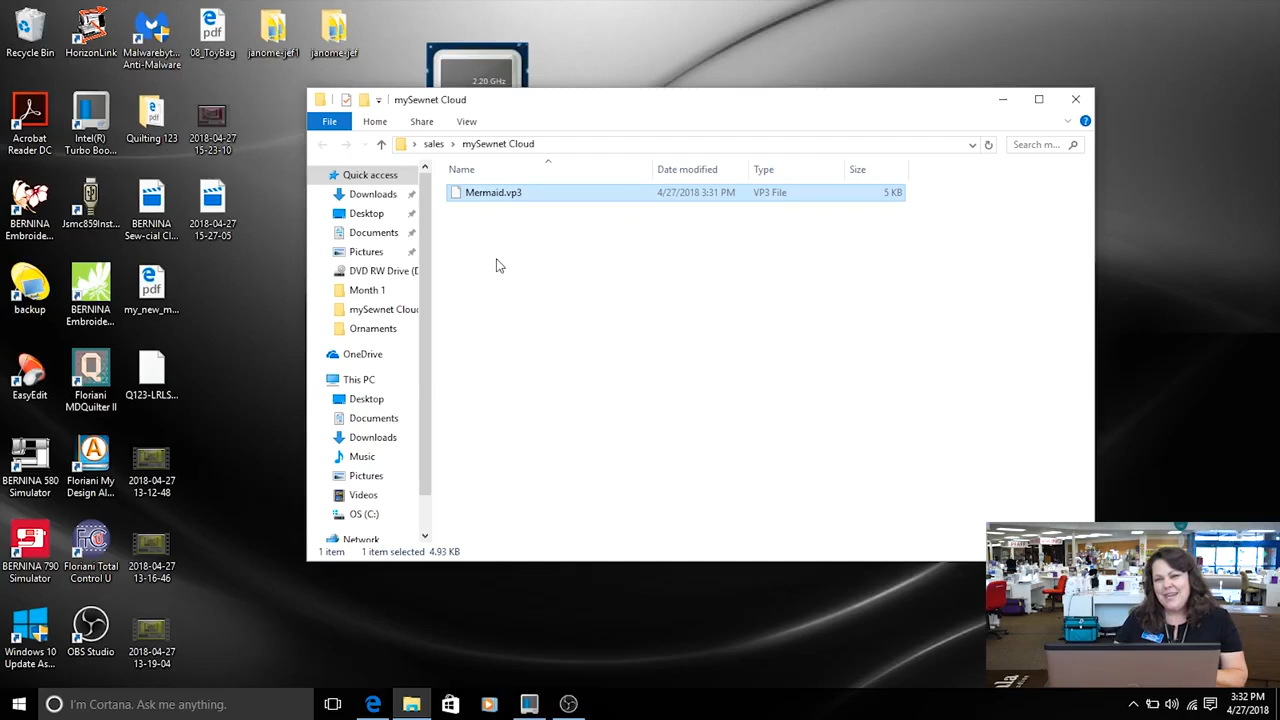 Recycle Bin
HorizonLink
Malwareby...
Anti-Malware
08_ToyBag
janome-jef1
janome-jef
2.20 GHz
Acrobat
Reader DC
Intel(R)
Turbo Boo...
Quilting 123
2018-04-27
15-23-10
BERNINA
Embroide...
Jsmc859Inst...
BERNINA
Sew-cial Cl...
2018-04-27
15-27-05
backup
BERNINA
Embroide...
my_new_m...
EasyEdit
Floriani
MDQuilter II
Q123-LRLS...
BERNINA 580
Simulator
Floriani My
Design Al...
2018-04-27
13-12-48
BERNINA 790
Simulator
Floriani Total
Control U
2018-04-27
13-16-46
Windows 10
Update As...
OBS Studio
2018-04-27
13-19-04
mySewnet Cloud
File Home Share View
sales mySewnet Cloud
Search m...
Name Date modified Type Size
Mermaid.vp3 4/27/2018 3:31 PM VP3 File 5 KB
Quick access
Downloads
Desktop
Documents
Pictures
DVD RW Drive (D
Month 1
mySewnet Cloud
Ornaments
OneDrive
This PC
Desktop
Documents
Downloads
Music
Pictures
Videos
OS (C:)
Network
1 item 1 item selected 4.93 KB
I'm Cortana. Ask me anything.
3:32 PM
4/27/2018